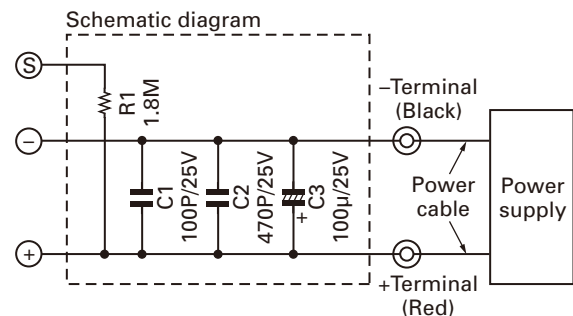 Schematic diagram
S
R1
1.8M
−Terminal
(Black)
−
C1
100P/25V
C2
470P/25V
+
C3
100µ/25V
Power
cable
Power
supply
+
+Terminal
(Red)